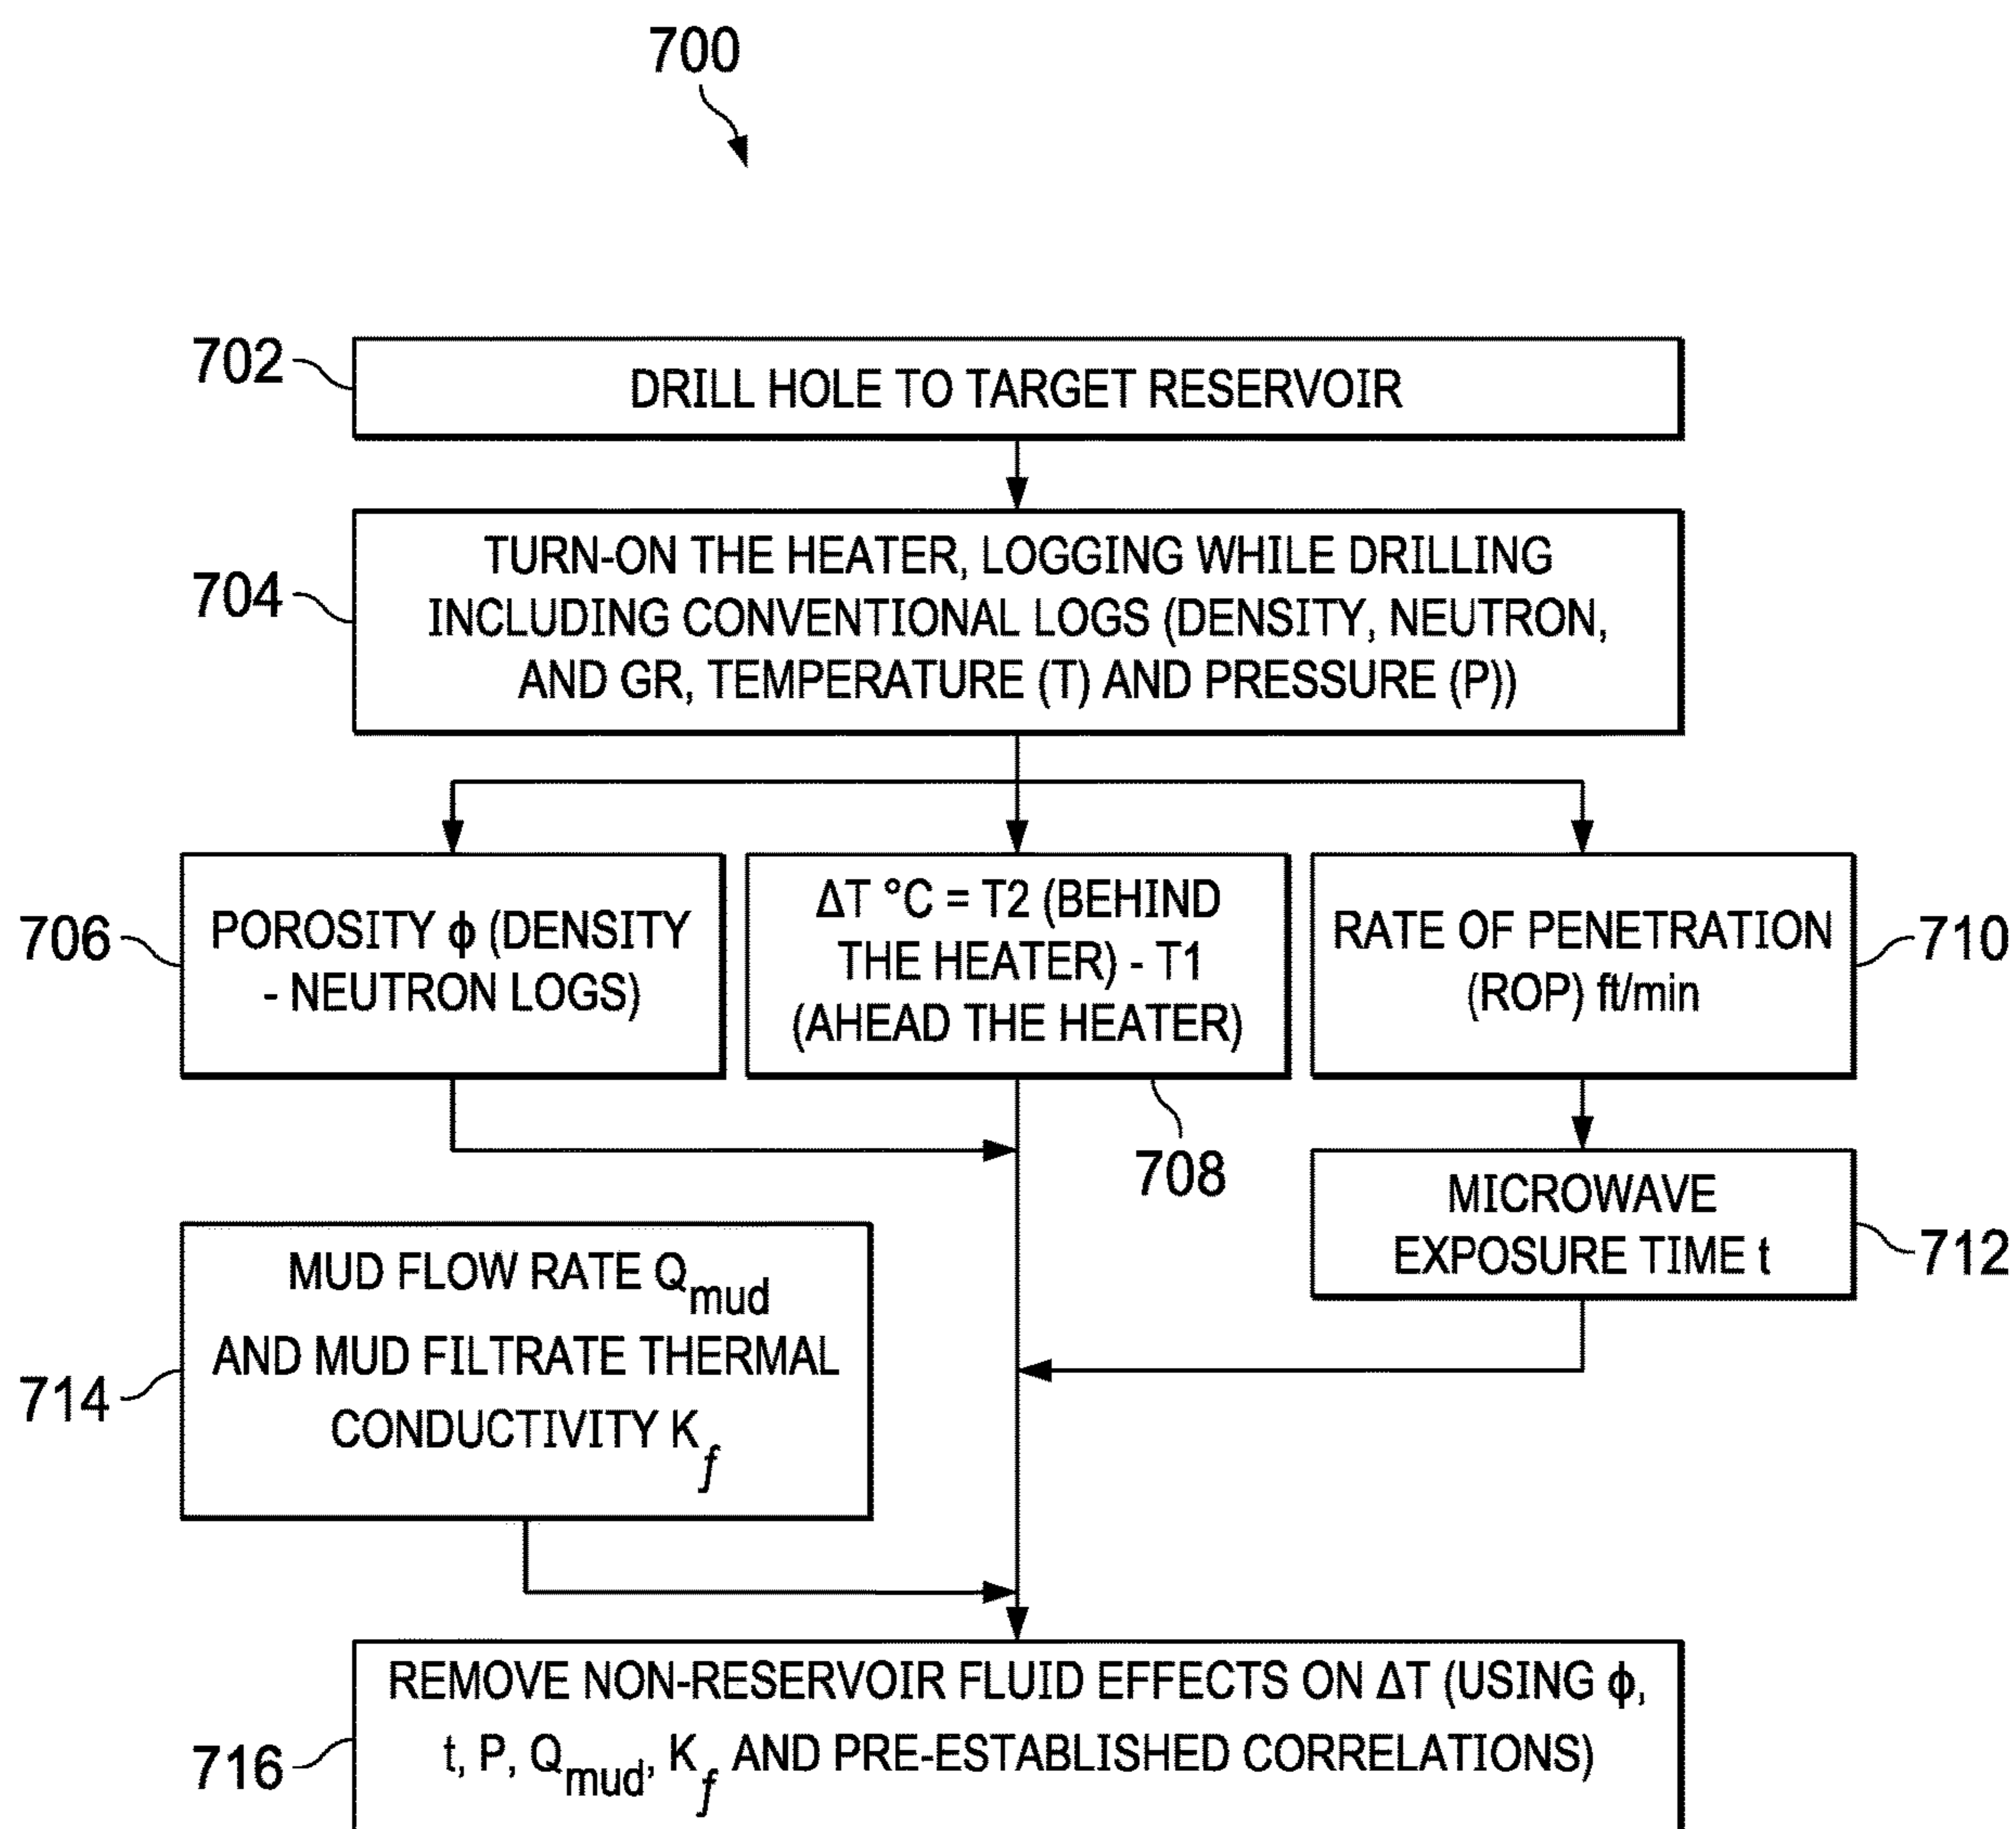 700
702
DRILL HOLE TO TARGET RESERVOIR
704
TURN-ON THE HEATER, LOGGING WHILE DRILLING
INCLUDING CONVENTIONAL LOGS (DENSITY, NEUTRON,
AND GR, TEMPERATURE (T) AND PRESSURE (P))
706
POROSITY ϕ (DENSITY
- NEUTRON LOGS)
ΔT °C = T2 (BEHIND
THE HEATER) - T1
(AHEAD THE HEATER)
708
RATE OF PENETRATION
(ROP) ft/min
710
MICROWAVE
EXPOSURE TIME t
712
714
MUD FLOW RATE Qmud
AND MUD FILTRATE THERMAL
CONDUCTIVITY Kf
716
REMOVE NON-RESERVOIR FLUID EFFECTS ON ΔT (USING ϕ,
t, P, Qmud, Kf AND PRE-ESTABLISHED CORRELATIONS)